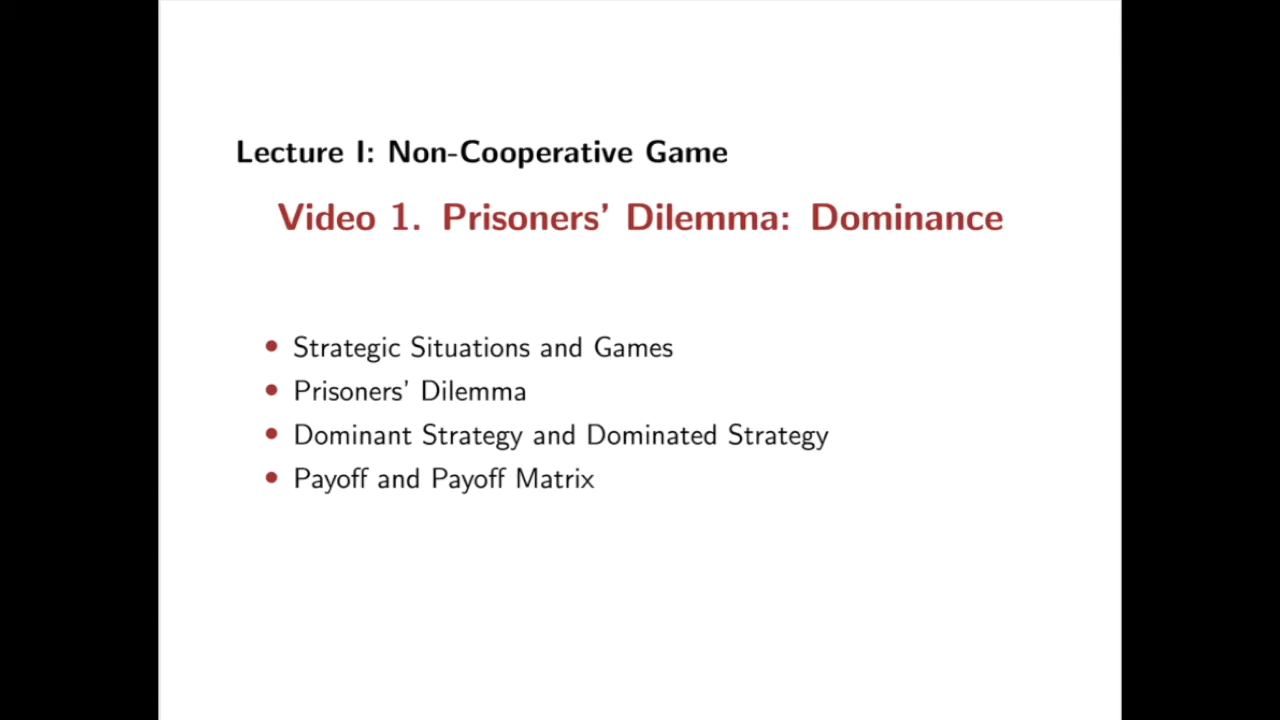 Lecture I: Non-Cooperative Game
Video 1. Prisoners' Dilemma: Dominance
• Strategic Situations and Games
• Prisoners' Dilemma
• Dominant Strategy and Dominated Strategy
• Payoff and Payoff Matrix